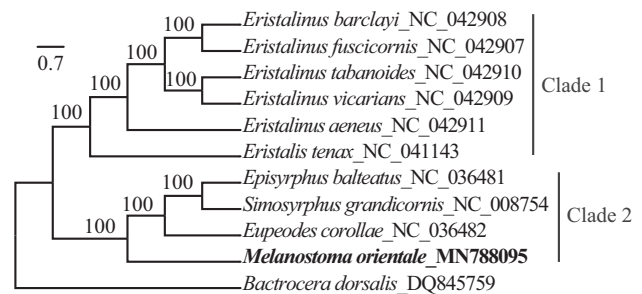 100
Eristalinus barclayi_NC_042908
0.7
100
Eristalinus fuscicornis_NC_042907
100
Eristalinus tabanoides_NC_042910
100
100
Eristalinus vicarians_NC_042909
Clade 1
100
Eristalinus aeneus_NC_042911
Eristalis tenax_NC_041143
100
Episyrphus balteatus_NC_036481
100
Simosyrphus grandicornis_NC_008754
Clade 2
100
Eupeodes corollae_NC_036482
Melanostoma orientale_MN788095
Bactrocera dorsalis_DQ845759